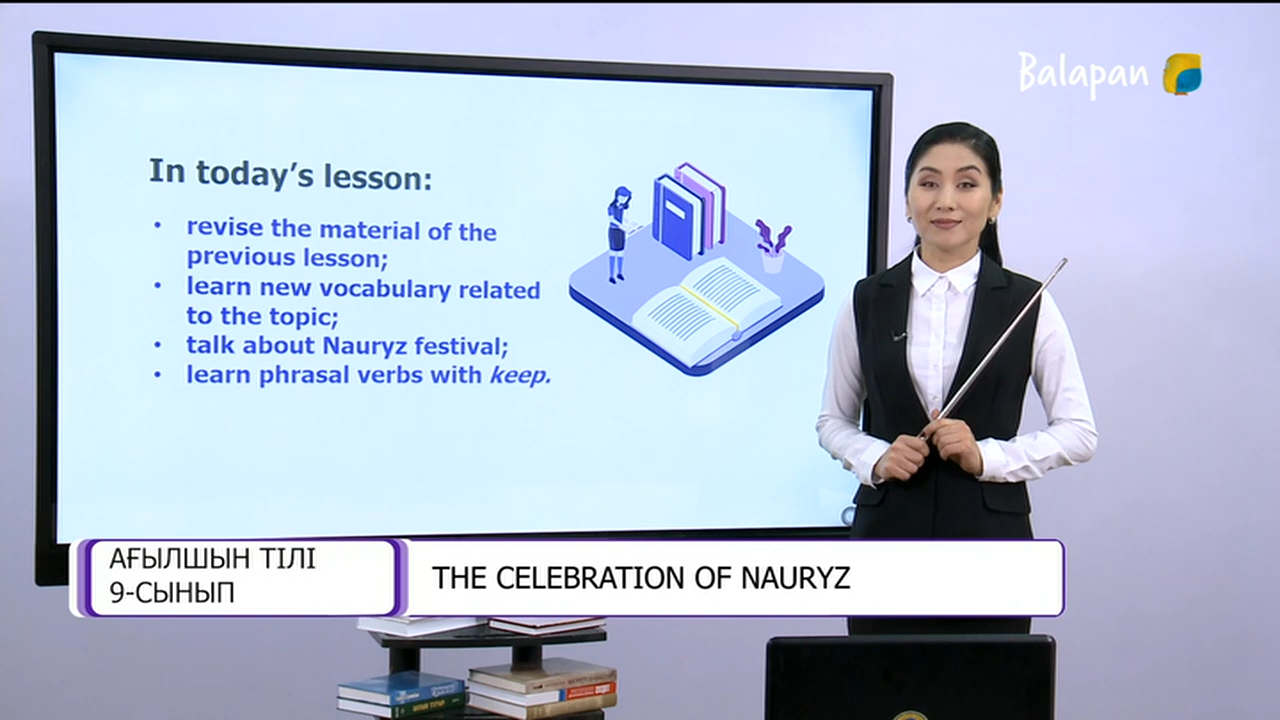 Balapan
In today's lesson:
• revise the material of the
previous lesson;
• learn new vocabulary related
to the topic;
• talk about Nauryz festival;
• learn phrasal verbs with keep.
АҒЫЛШЫН ТІЛІ
9-СЫНЫП
THE CELEBRATION OF NAURYZ